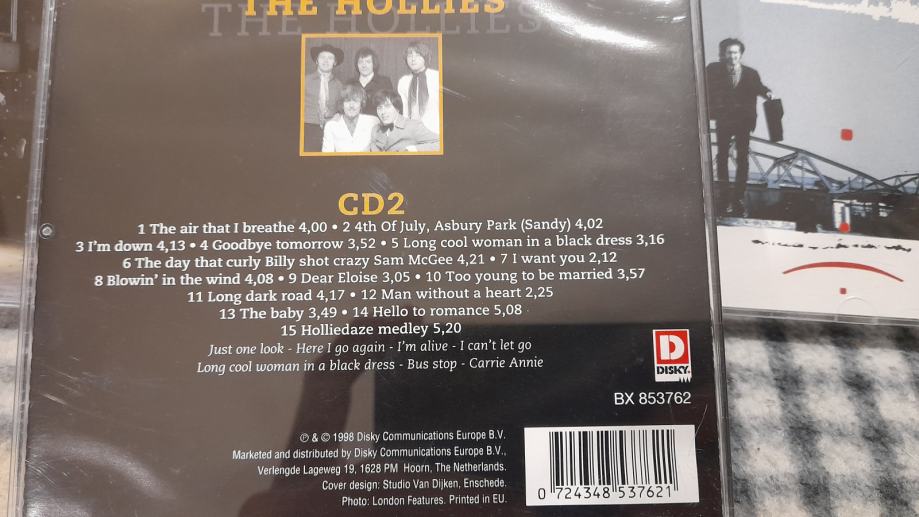 THE HOLLIES
THE HOLLIES
CD2
1 The air that I breathe 4,00 • 2 4th Of July, Asbury Park (Sandy) 4,02
3 I'm down 4,13 • 4 Goodbye tomorrow 3,52 • 5 Long cool woman in a black dress 3,16
6 The day that curly Billy shot crazy Sam McGee 4,21 • 7 I want you 2,12
8 Blowin' in the wind 4,08 • 9 Dear Eloise 3,05 • 10 Too young to be married 3,57
11 Long dark road 4,17 • 12 Man without a heart 2,25
13 The baby 3,49 • 14 Hello to romance 5,08
15 Holliedaze medley 5,20
Just one look - Here I go again - I'm alive - I can't let go
Long cool woman in a black dress - Bus stop - Carrie Annie
D
DISKY
BX 853762
℗ & © 1998 Disky Communications Europe B.V.
Marketed and distributed by Disky Communications Europe B.V.,
Verlengde Lageweg 19, 1628 PM Hoorn, The Netherlands.
Cover design: Studio Van Dijken, Enschede.
Photo: London Features. Printed in EU.
0 724348 537621